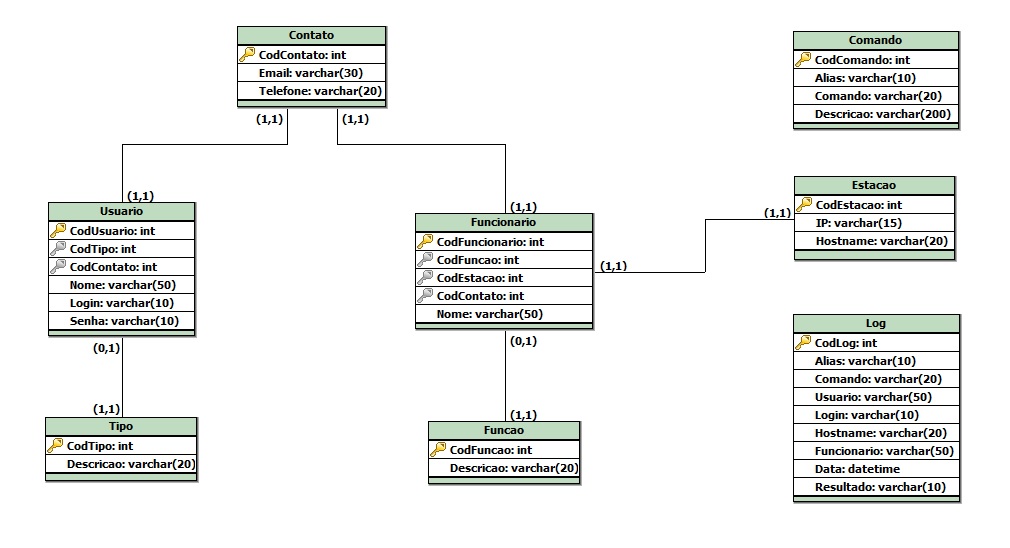 Contato
CodContato: int
Email: varchar(30)
Telefone: varchar(20)
(1,1)
(1,1)
Comando
CodComando: int
Alias: varchar(10)
Comando: varchar(20)
Descricao: varchar(200)
(1,1)
Usuario
CodUsuario: int
CodTipo: int
CodContato: int
Nome: varchar(50)
Login: varchar(10)
Senha: varchar(10)
(0,1)
(1,1)
Funcionario
CodFuncionario: int
CodFuncao: int
CodEstacao: int
CodContato: int
Nome: varchar(50)
(0,1)
(1,1)
(1,1)
Estacao
CodEstacao: int
IP: varchar(15)
Hostname: varchar(20)
(1,1)
Tipo
CodTipo: int
Descricao: varchar(20)
(1,1)
Funcao
CodFuncao: int
Descricao: varchar(20)
Log
CodLog: int
Alias: varchar(10)
Comando: varchar(20)
Usuario: varchar(50)
Login: varchar(10)
Hostname: varchar(20)
Funcionario: varchar(50)
Data: datetime
Resultado: varchar(10)